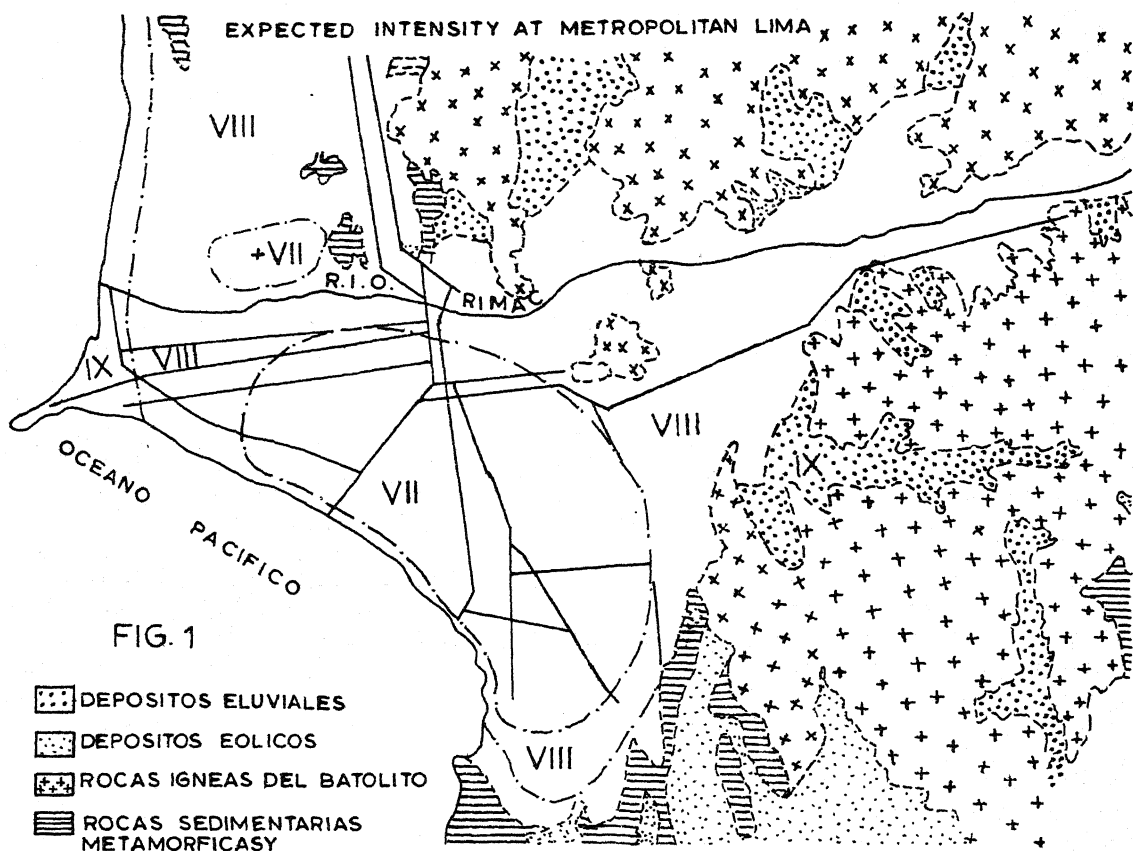 EXPECTED INTENSITY AT METROPOLITAN LIMA
VIII
+VII
R.I.O.
RIMAC
IX
VIII
VIII
IX
VII
OCEANO
PACIFICO
VIII
FIG. 1
DEPOSITOS ELUVIALES
DEPOSITOS EOLICOS
ROCAS IGNEAS DEL BATOLITO
ROCAS SEDIMENTARIAS
METAMORFICASY